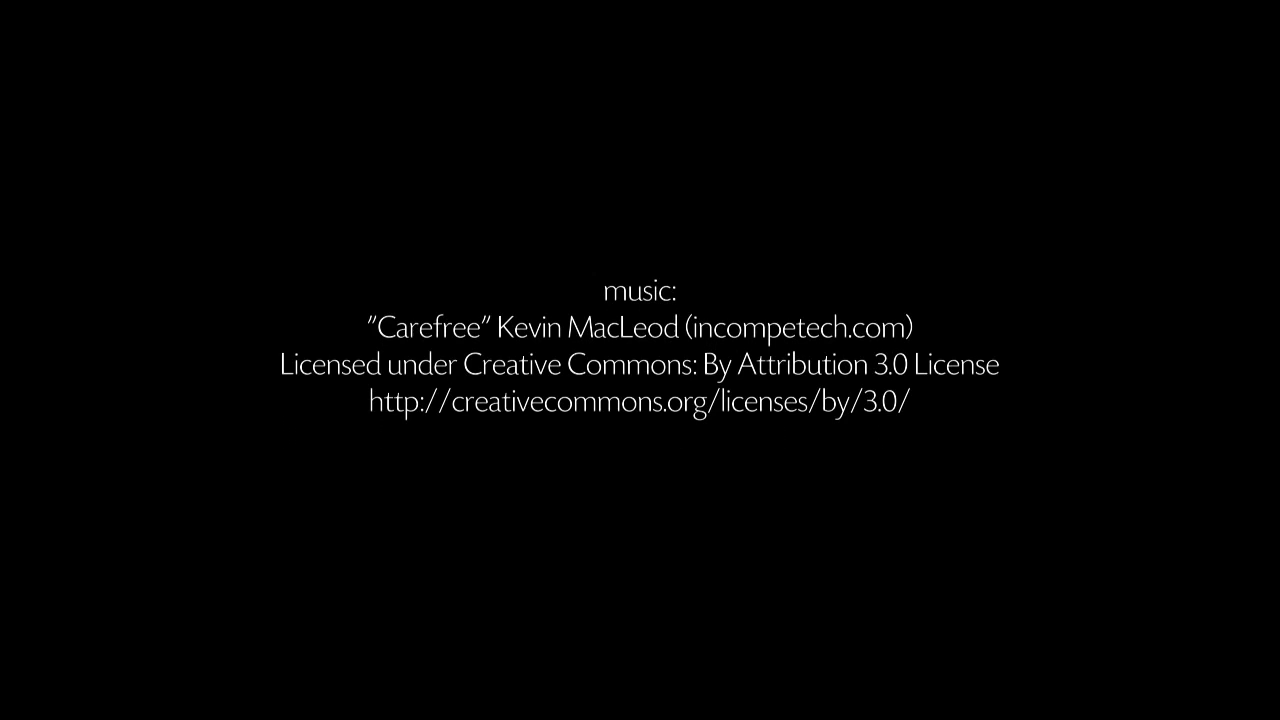 music:
"Carefree" Kevin MacLeod (incompetech.com)
Licensed under Creative Commons: By Attribution 3.0 License
http://creativecommons.org/licenses/by/3.0/